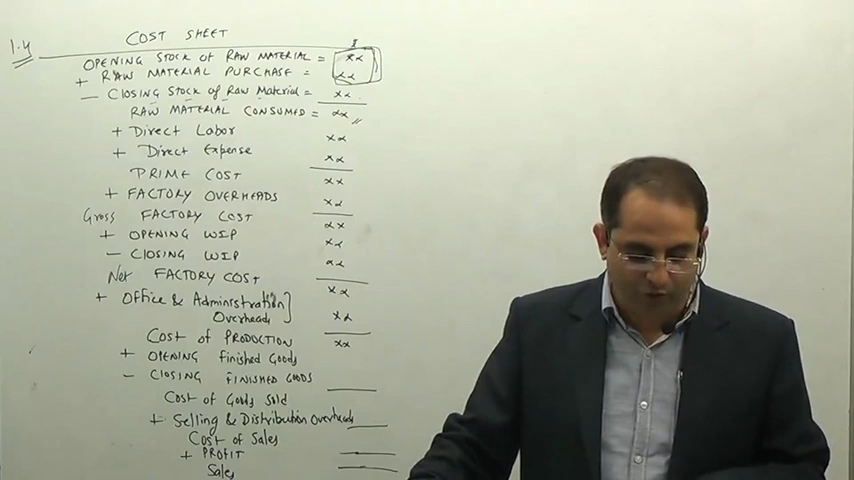 1.4
COST SHEET
OPENING STOCK of RAW MATERIAL = xx
+ RAW MATERIAL PURCHASE = xx
- CLOSING STOCK of Raw Material = xx
RAW MATERIAL CONSUMED = xx
+ Direct Labor xx
+ Direct Expense xx
PRIME COST xx
+ FACTORY OVERHEADS xx
Gross FACTORY COST xx
+ OPENING WIP xx
- CLOSING WIP xx
Net FACTORY COST xx
+ Office & Administration]
Overheads xx
Cost of PRODUCTION xx
+ OPENING Finished Goods
- CLOSING FINISHED GOODS
Cost of Goods Sold
+ Selling & Distribution Overheads
Cost of Sales
+ PROFIT
Sales